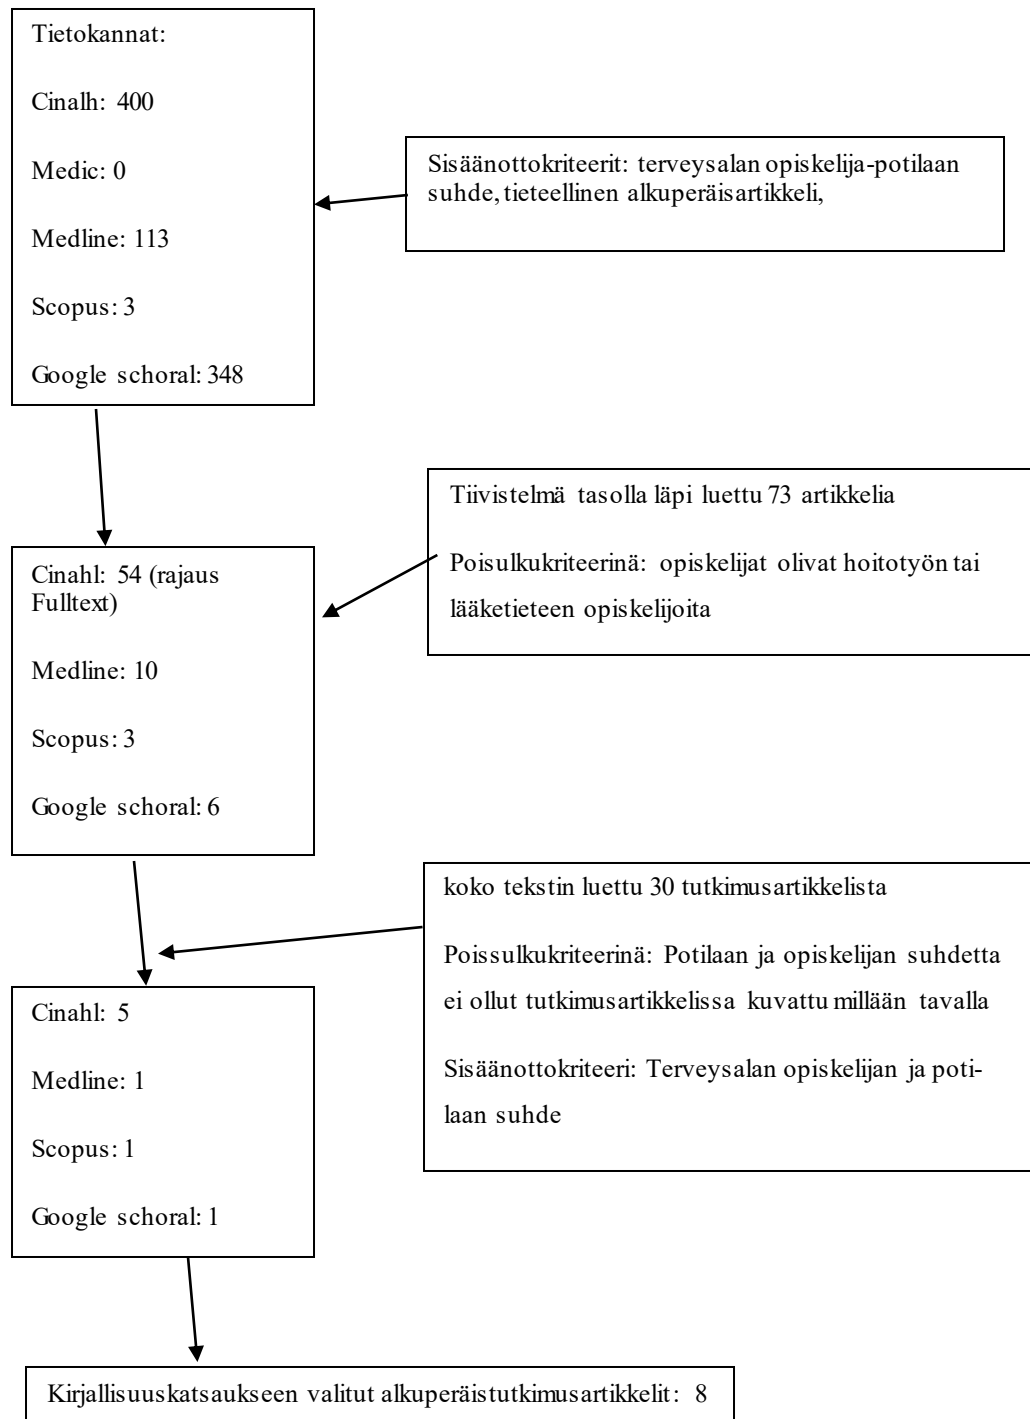 Tietokannat:
Cinalh: 400
Medic: 0
Medline: 113
Scopus: 3
Google schoral: 348
Sisäänottokriteerit: terveysalan opiskelija-potilaan
suhde, tieteellinen alkuperäisartikkeli,
Tiivistelmä tasolla läpi luettu 73 artikkelia
Poisulkukriteerinä: opiskelijat olivat hoitotyön tai
lääketieteen opiskelijoita
Cinahl: 54 (rajaus
Fulltext)
Medline: 10
Scopus: 3
Google schoral: 6
koko tekstin luettu 30 tutkimusartikkelista
Poissulkukriteerinä: Potilaan ja opiskelijan suhdetta
ei ollut tutkimusartikkelissa kuvattu millään tavalla
Sisäänottokriteeri: Terveysalan opiskelijan ja poti-
laan suhde
Cinahl: 5
Medline: 1
Scopus: 1
Google schoral: 1
Kirjallisuuskatsaukseen valitut alkuperäistutkimusartikkelit: 8